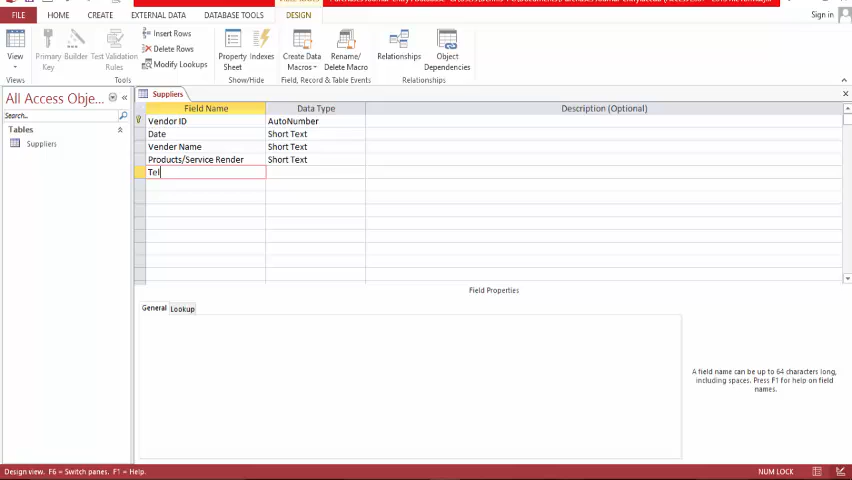 Sign in
FILE HOME CREATE EXTERNAL DATA DATABASE TOOLS DESIGN
View
Primary Key
Builder
Test Validation Rules
Insert Rows
Delete Rows
Modify Lookups
Property Sheet
Indexes
Create Data Macros
Rename/ Delete Macro
Relationships
Object Dependencies
Views
Tools
Show/Hide
Field, Record & Table Events
Relationships
All Access Obje...
Search...
Tables
Suppliers
Suppliers
Field Name Data Type Description (Optional)
Vendor ID AutoNumber
Date Short Text
Vender Name Short Text
Products/Service Render Short Text
Tel
Field Properties
General Lookup
A field name can be up to 64 characters long,
including spaces. Press F1 for help on field
names.
Design view. F6 = Switch panes. F1 = Help.
NUM LOCK